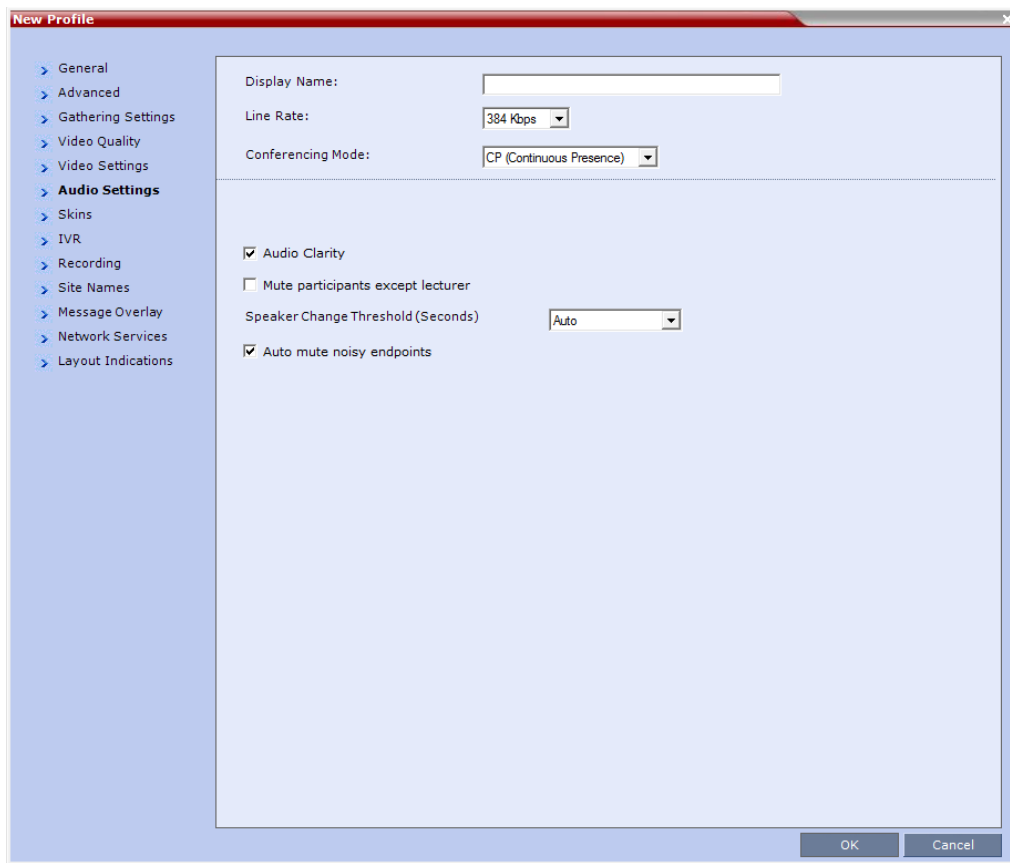 New Profile
General
Advanced
Gathering Settings
Video Quality
Video Settings
Audio Settings
Skins
IVR
Recording
Site Names
Message Overlay
Network Services
Layout Indications
Display Name:
Line Rate: 384 Kbps
Conferencing Mode: CP (Continuous Presence)
Audio Clarity
Mute participants except lecturer
Speaker Change Threshold (Seconds) Auto
Auto mute noisy endpoints
OK Cancel